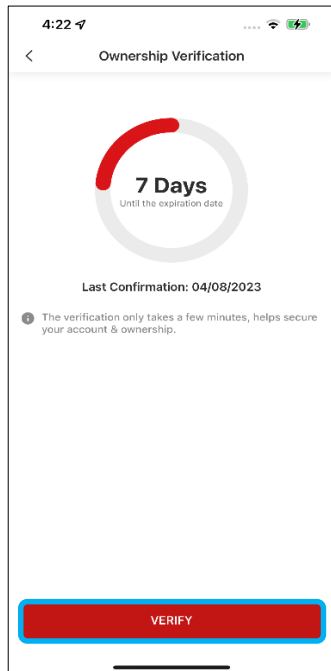 4:22
Ownership Verification
7 Days
Until the expiration date
Last Confirmation: 04/08/2023
The verification only takes a few minutes, helps secure
your account & ownership.
VERIFY